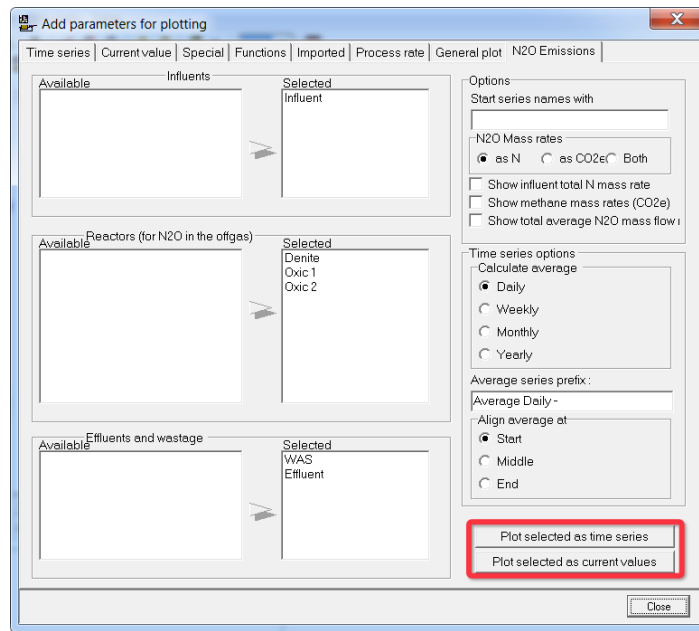 Add parameters for plotting
Time series
Current value
Special
Functions
Imported
Process rate
General plot
N2O Emissions
Influents
Available
Selected
Influent
Reactors (for N2O in the offgas)
Available
Selected
Denite
Oxic 1
Oxic 2
Effluents and wastage
Available
Selected
WAS
Effluent
Options
Start series names with
N2O Mass rates
as N
as CO2e
Both
Show influent total N mass rate
Show methane mass rates (CO2e)
Show total average N2O mass flow
Time series options
Calculate average
Daily
Weekly
Monthly
Yearly
Average series prefix :
Average Daily -
Align average at
Start
Middle
End
Plot selected as time series
Plot selected as current values
Close